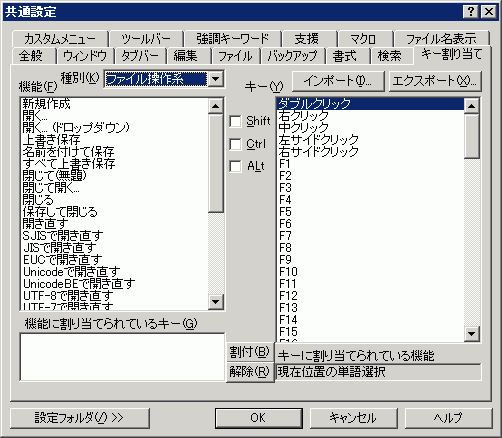 共通設定
カスタムメニュー ツールバー 強調キーワード 支援 マクロ ファイル名表示
全般 ウィンドウ タブバー 編集 ファイル バックアップ 書式 検索 キー割り当て
種別(K) ファイル操作系
機能(F)
キー(Y) インポート(I)... エクスポート(X)...
新規作成
開く...
開く... (ドロップダウン)
上書き保存
名前を付けて保存
すべて上書き保存
閉じて(無題)
閉じて開く...
閉じる
保存して閉じる
開き直す
SJISで開き直す
JISで開き直す
EUCで開き直す
Unicodeで開き直す
UnicodeBEで開き直す
UTF-8で開き直す
UTF-7で開き直す
Shift
Ctrl
ALt
ダブルクリック
右クリック
中クリック
左サイドクリック
右サイドクリック
F1
F2
F3
F4
F5
F6
F7
F8
F9
F10
F11
F12
F13
F14
F15
F16
機能に割り当てられているキー(G)
割付(B)
解除(R)
キーに割り当てられている機能
現在位置の単語選択
設定フォルダ(/) >> OK キャンセル ヘルプ